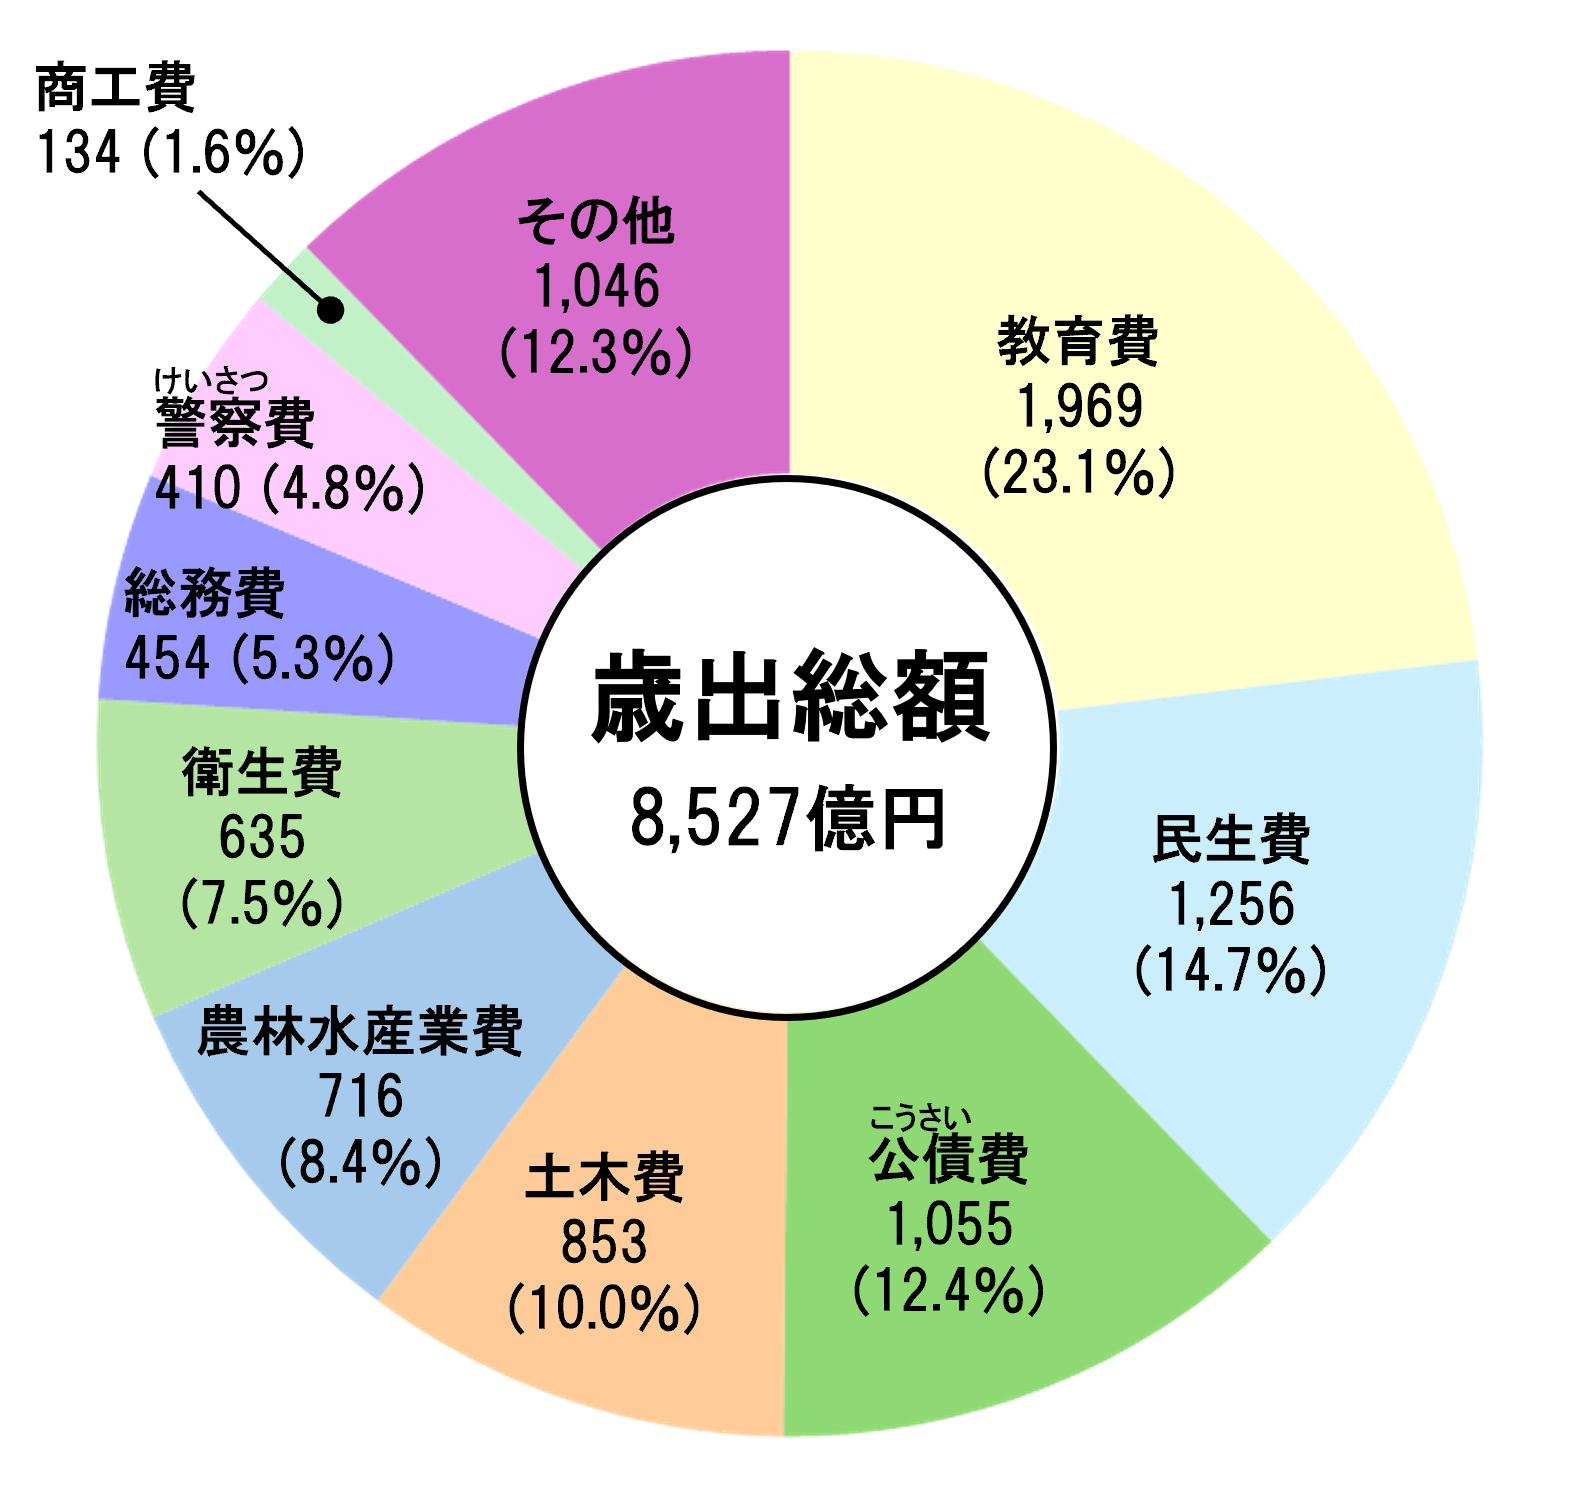 商工費
134 (1.6%)
その他
1,046
(12.3%)
教育費
1,969
(23.1%)
けいさつ
警察費
410 (4.8%)
総務費
454 (5.3%)
歳出総額
8,527億円
衛生費
635
(7.5%)
民生費
1,256
(14.7%)
農林水産業費
716
(8.4%)
土木費
853
(10.0%)
こうさい
公債費
1,055
(12.4%)